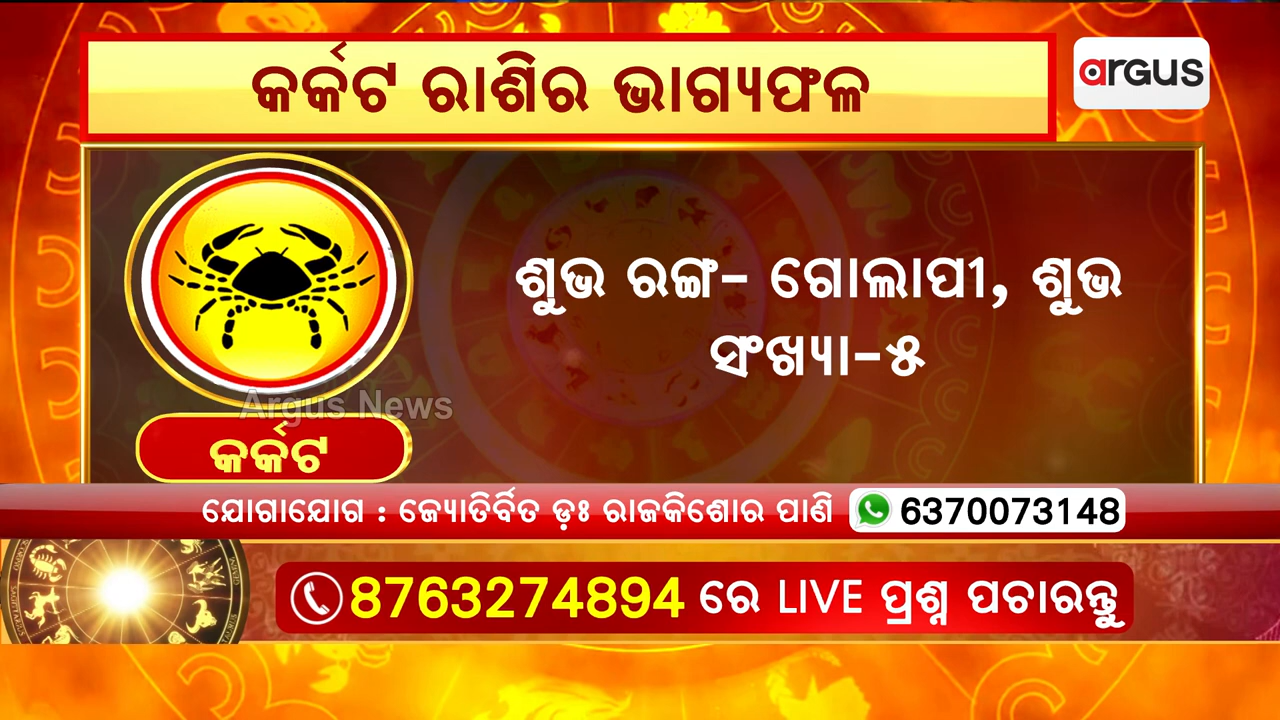 କର୍କଟ ରାଶିର ଭାଗ୍ୟଫଳ
argus
ଶୁଭ ରଙ୍ଗ- ଗୋଲାପୀ, ଶୁଭ
ସଂଖ୍ୟା-୫
Argus News
କର୍କଟ
ଯୋଗାଯୋଗ : ଜ୍ୟୋତିର୍ବିତ ଡ଼ଃ ରାଜକିଶୋର ପାଣି 6370073148
8763274894 ରେ LIVE ପ୍ରଶ୍ନ ପଚାରନ୍ତୁ